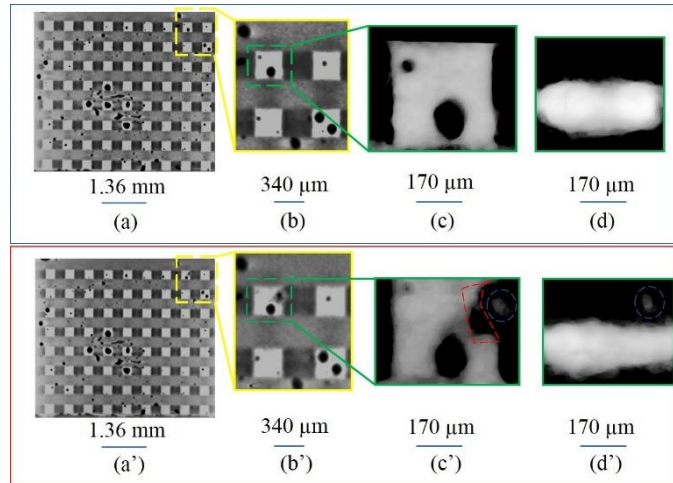 1.36 mm 340 µm 170 µm 170 µm
(a) (b) (c) (d)
1.36 mm 340 µm 170 µm 170 µm
(a') (b') (c') (d')